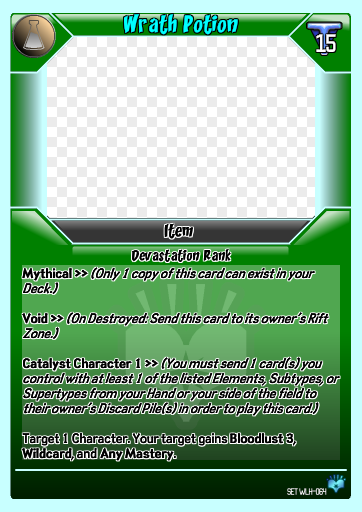 Wrath Potion
15
Item
Devastation Rank
Mythical >> (Only 1 copy of this card can exist in your
Deck.)
Void >> (On Destroyed: Send this card to its owner's Rift
Zone.)
Catalyst Character 1 >> (You must send 1 card(s) you
control with at least 1 of the listed Elements, Subtypes, or
Supertypes from your Hand or your side of the field to
their owner's Discard Pile(s) in order to play this card.)
Target 1 Character. Your target gains Bloodlust 3,
Wildcard, and Any Mastery.
SET WLH-064